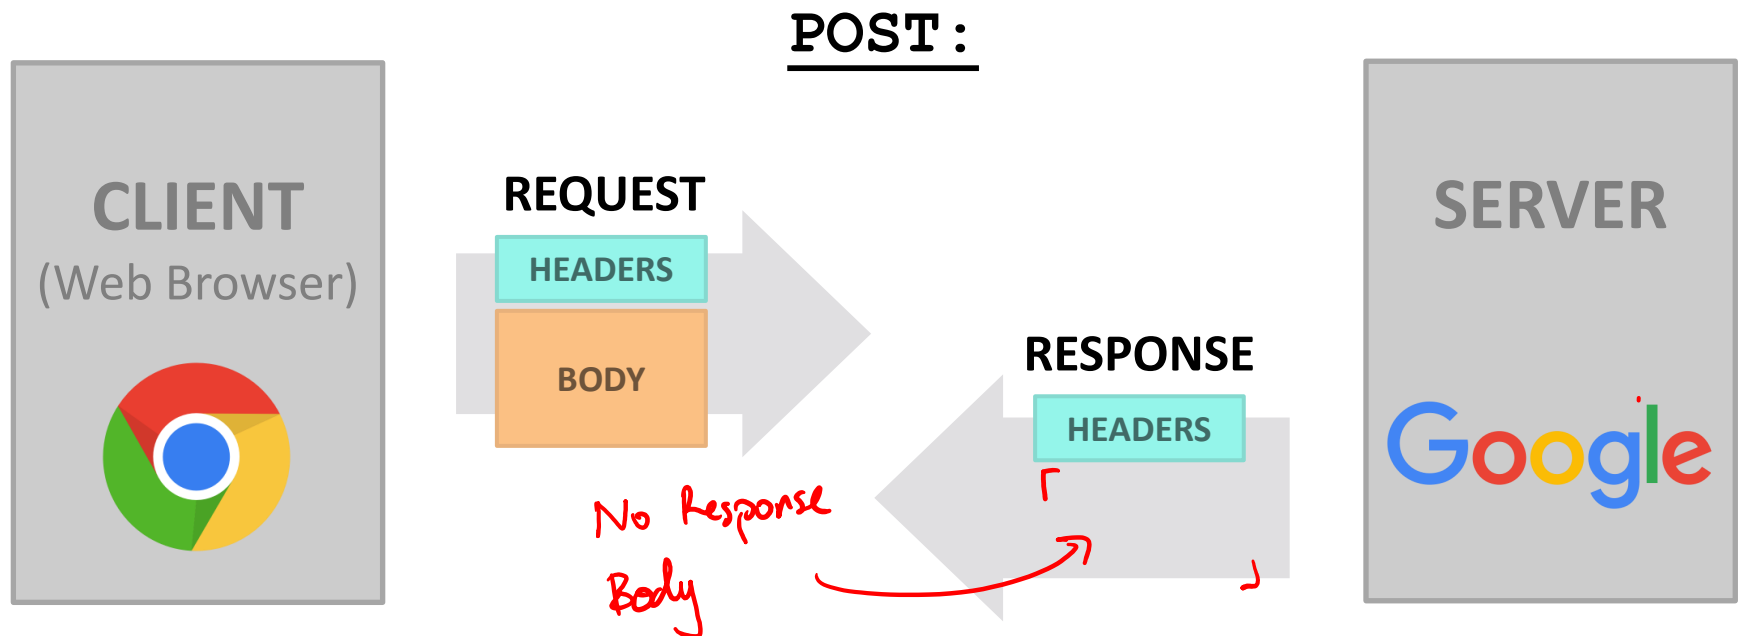 POST:
CLIENT
(Web Browser)
REQUEST
HEADERS
BODY
RESPONSE
HEADERS
SERVER
Google
No Response
Body